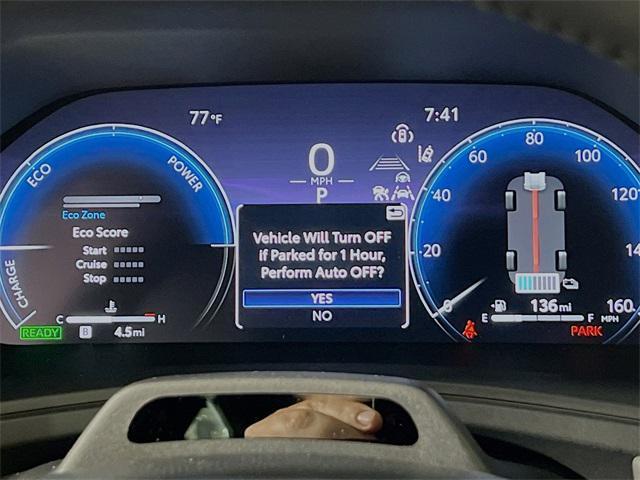 77°F
7:41
0
MPH
P
ECO
POWER
CHARGE
Eco Zone
Eco Score
Start
Cruise
Stop
C
H
READY
B
4.5mi
Vehicle Will Turn OFF
if Parked for 1 Hour,
Perform Auto OFF?
YES
NO
0
20
40
60
80
100
120
14
160
MPH
136mi
E
F
PARK